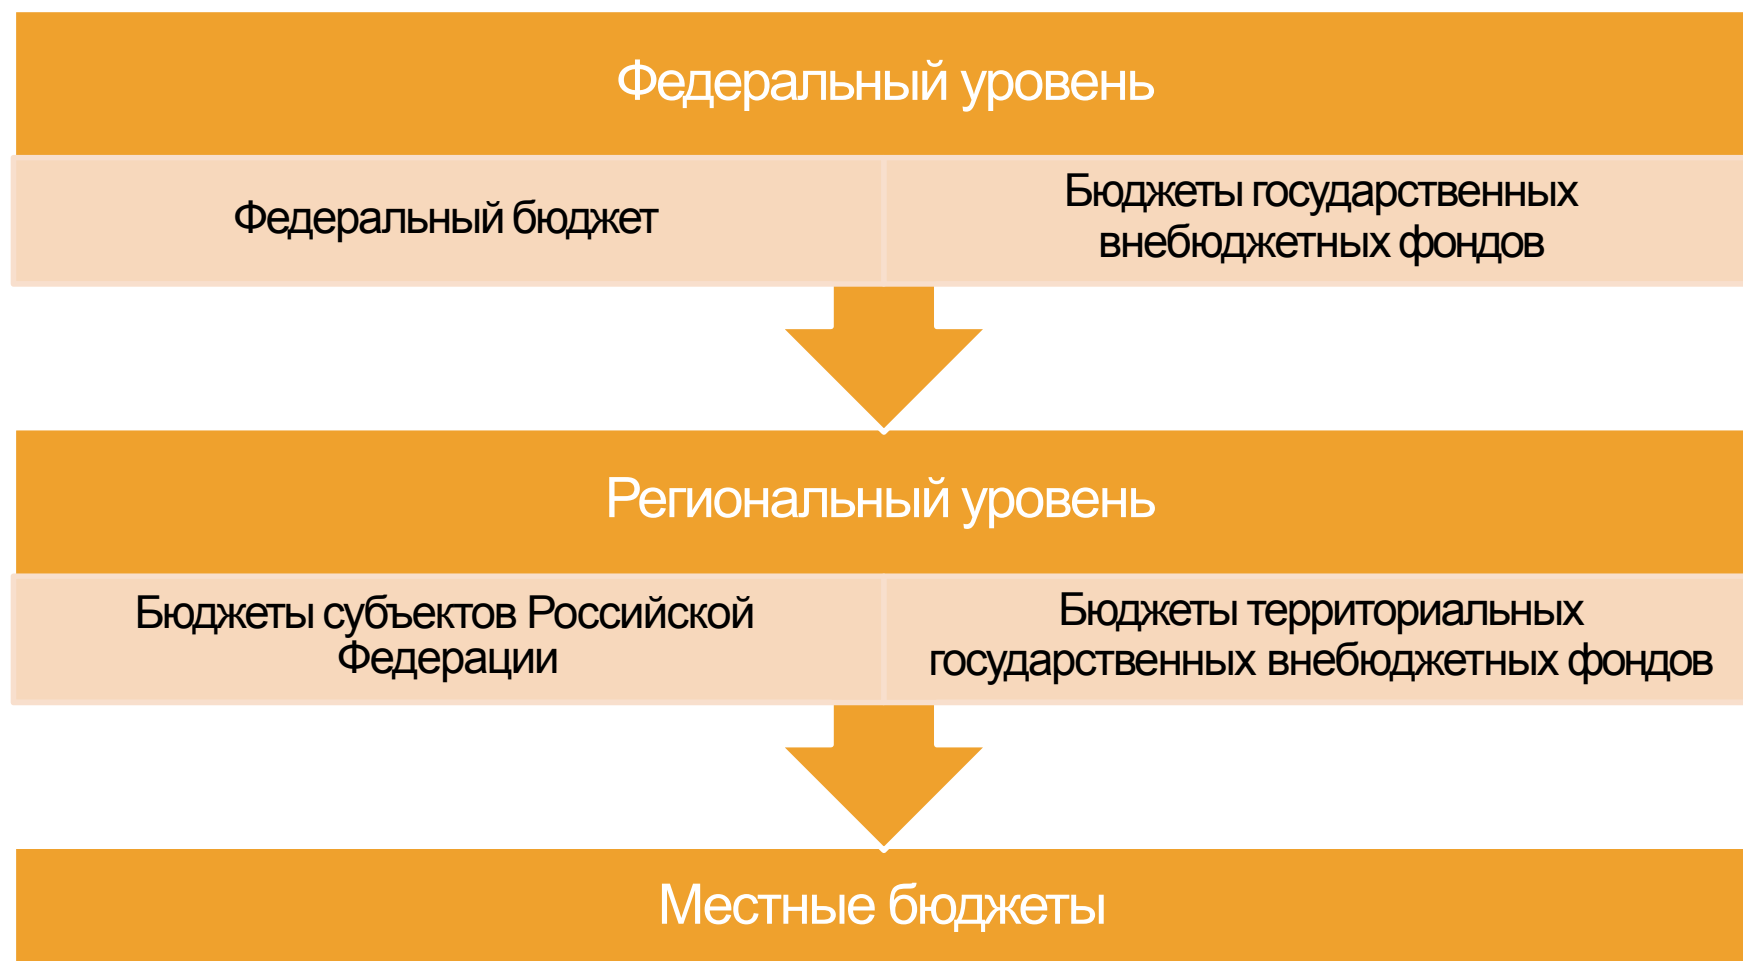 Федеральный уровень
Федеральный бюджет
Бюджеты государственных
внебюджетных фондов
Региональный уровень
Бюджеты субъектов Российской
Федерации
Бюджеты территориальных
государственных внебюджетных фондов
Местные бюджеты